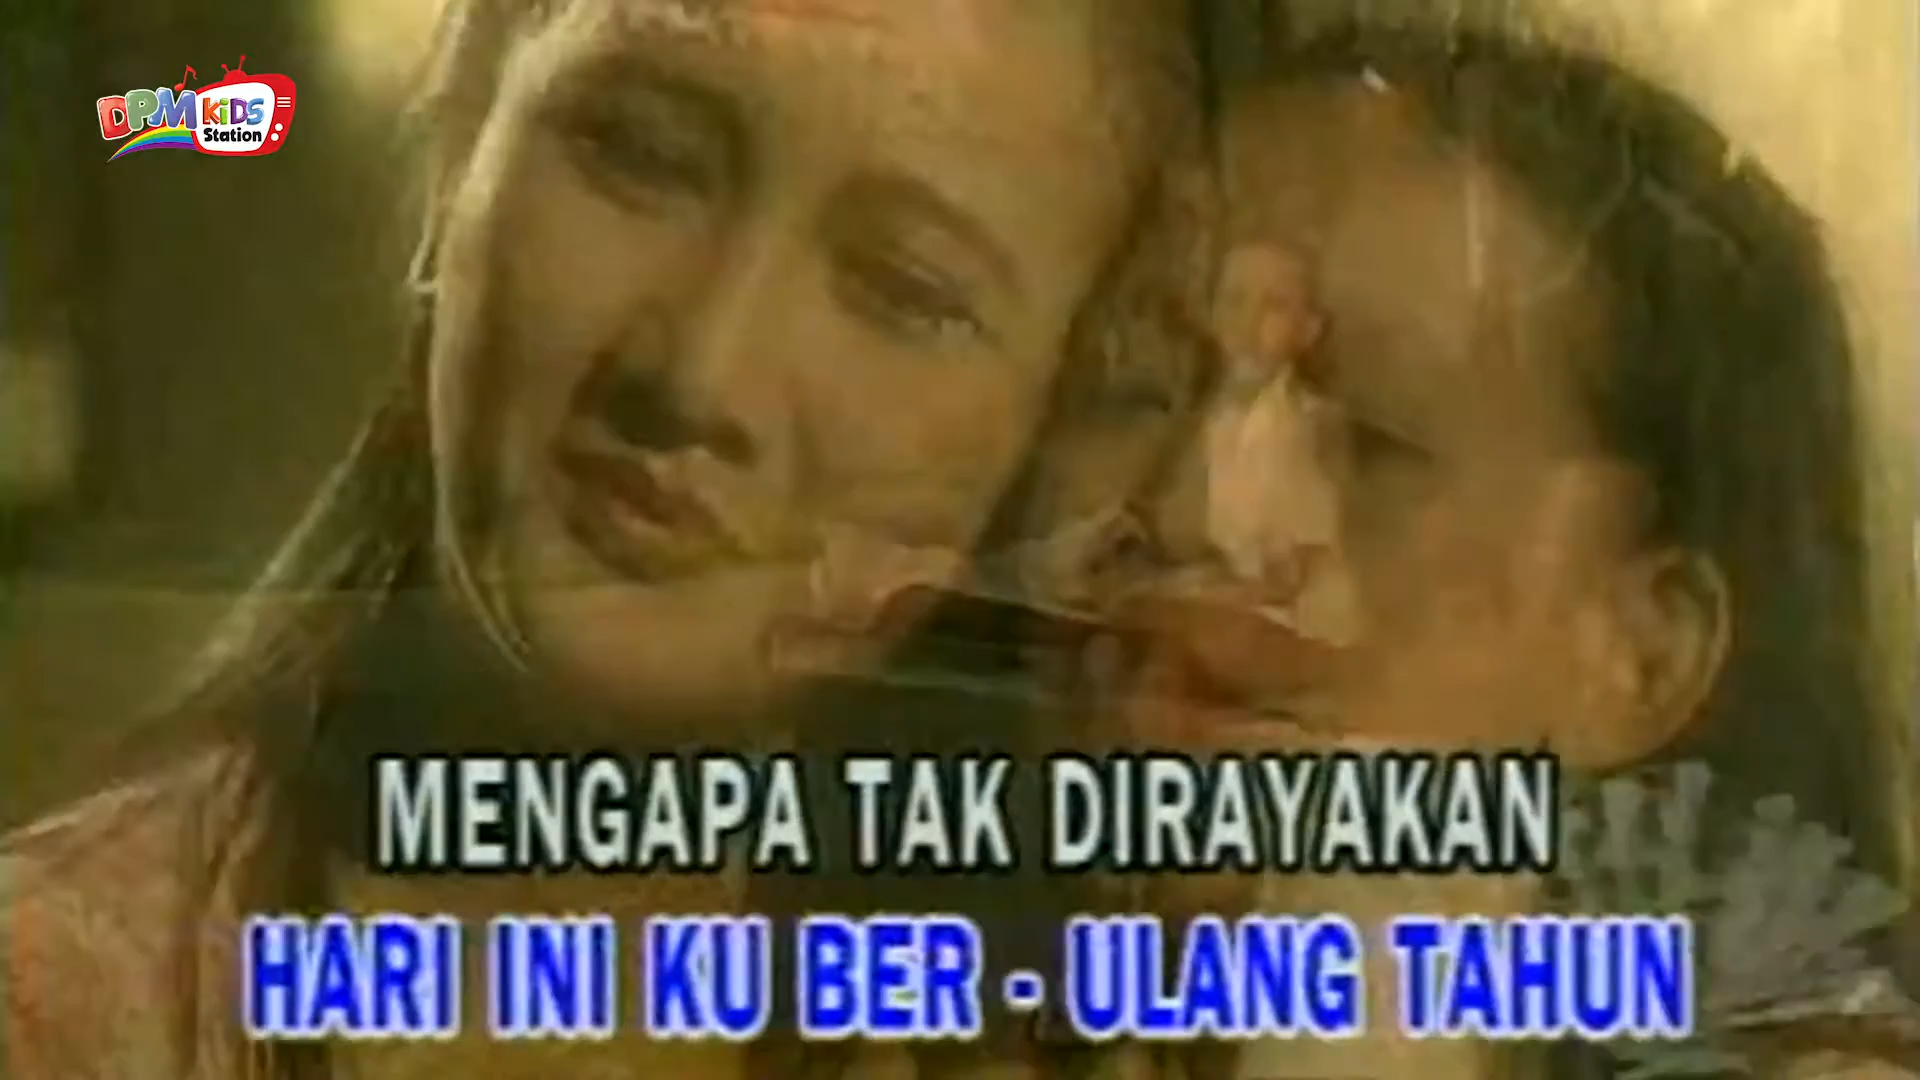 DPM KiDS
Station
MENGAPA TAK DIRAYAKAN
HARI INI KU BER - ULANG TAHUN